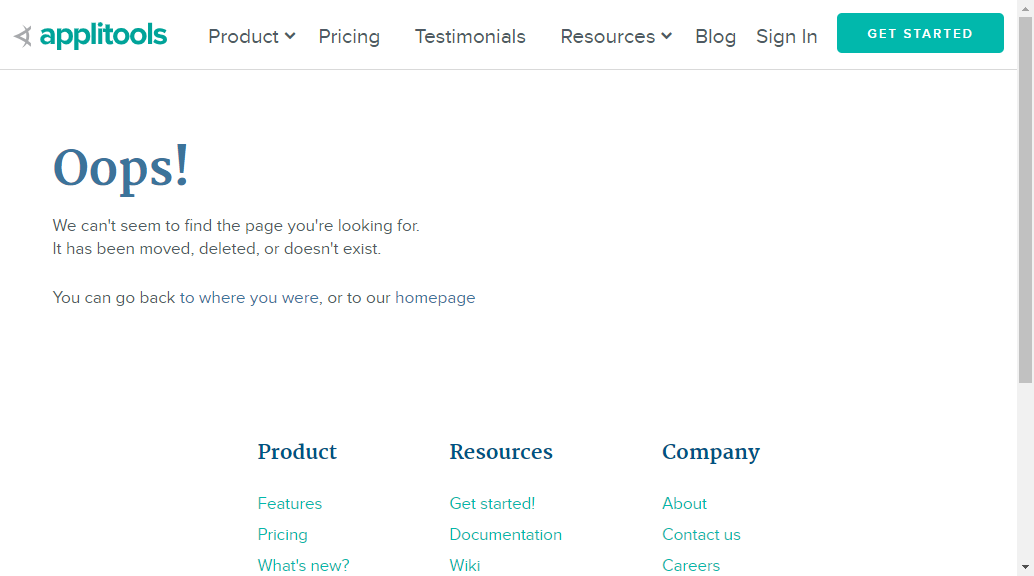 applitools Product Pricing Testimonials Resources Blog Sign In GET STARTED
Oops!
We can't seem to find the page you're looking for.
It has been moved, deleted, or doesn't exist.
You can go back to where you were, or to our homepage
Product Resources Company
Features Get started! About
Pricing Documentation Contact us
What's new? Wiki Careers